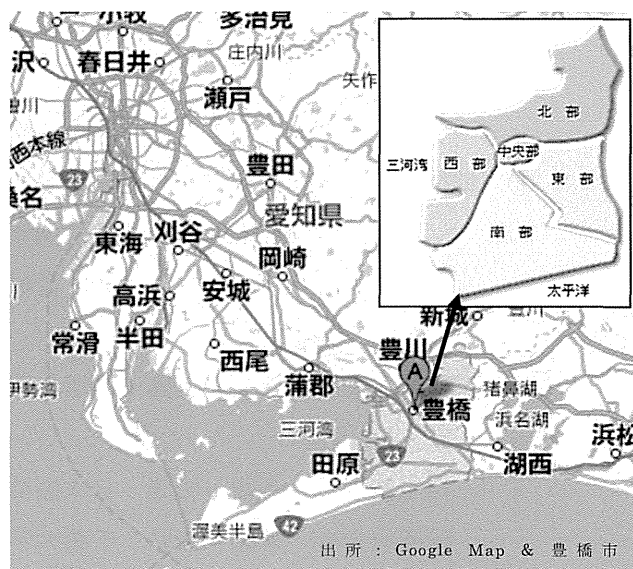 小牧
多治見
沢
春日井
庄内川
矢作
瀬戸
西本線
23
桑名
豊田
愛知県
東海
刈谷
岡崎
安城
高浜
常滑
半田
西尾
蒲郡
伊勢湾
三河湾
田原
渥美半島
42
23
新城
豊川
豊川
A
豊橋
猪鼻湖
浜名湖
湖西
浜松
北部
中央部
三河湾
西部
東部
南部
太平洋
出所：Google Map & 豊橋市